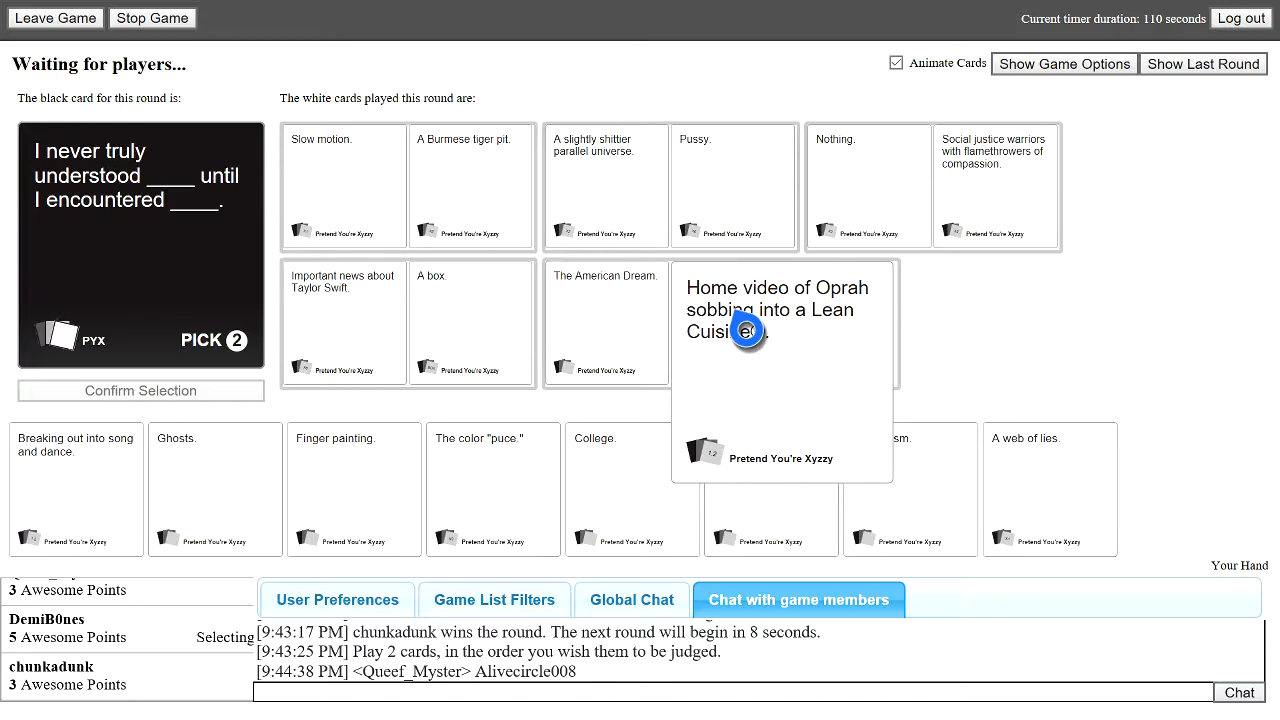 Leave Game
Stop Game
Current timer duration: 110 seconds
Log out
Waiting for players...
Animate Cards
Show Game Options
Show Last Round
The black card for this round is:
The white cards played this round are:
I never truly
understood ____ until
I encountered ____.
PYX
PICK 2
Confirm Selection
Slow motion.
Pretend You're Xyzzy
A Burmese tiger pit.
Pretend You're Xyzzy
A slightly shittier
parallel universe.
Pretend You're Xyzzy
Pussy.
Pretend You're Xyzzy
Nothing.
Pretend You're Xyzzy
Social justice warriors
with flamethrowers of
compassion.
Pretend You're Xyzzy
Important news about
Taylor Swift.
Pretend You're Xyzzy
A box.
Pretend You're Xyzzy
The American Dream.
Pretend You're Xyzzy
Home video of Oprah
sobbing into a Lean
1.2
Pretend You're Xyzzy
Breaking out into song
and dance.
Pretend You're Xyzzy
Ghosts.
Pretend You're Xyzzy
Finger painting.
Pretend You're Xyzzy
The color "puce."
Pretend You're Xyzzy
College.
Pretend You're Xyzzy
Pretend You're Xyzzy
sm.
Pretend You're Xyzzy
A web of lies.
Pretend You're Xyzzy
Your Hand
3 Awesome Points
DemiB0nes
5 Awesome Points
Selecting
chunkadunk
3 Awesome Points
User Preferences
Game List Filters
Global Chat
Chat with game members
[9:43:17 PM] chunkadunk wins the round. The next round will begin in 8 seconds.
[9:43:25 PM] Play 2 cards, in the order you wish them to be judged.
[9:44:38 PM] <Queef_Myster> Alivecircle008
Chat